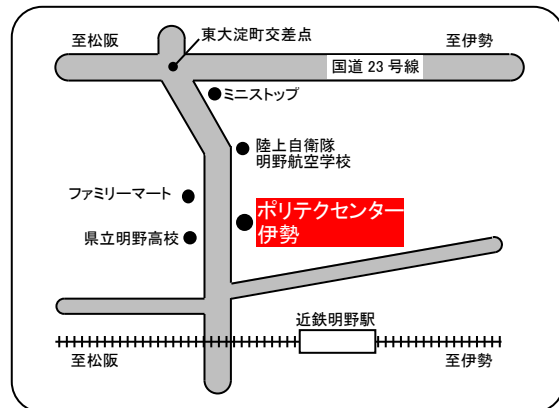 東大淀町交差点
至松阪
至伊勢
国道 23 号線
ミニストップ
陸上自衛隊
明野航空学校
ファミリーマート
ポリテクセンター
伊勢
県立明野高校
近鉄明野駅
至松阪
至伊勢